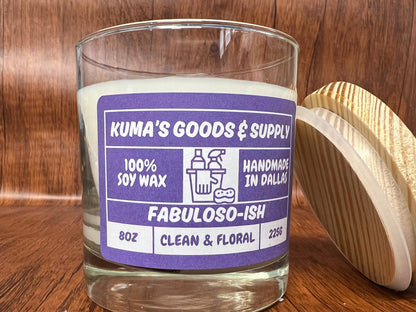 KUMA'S GOODS & SUPPLY
100%
SOY WAX
HANDMADE
IN DALLAS
FABULOSO-ISH
8OZ
CLEAN & FLORAL
225G